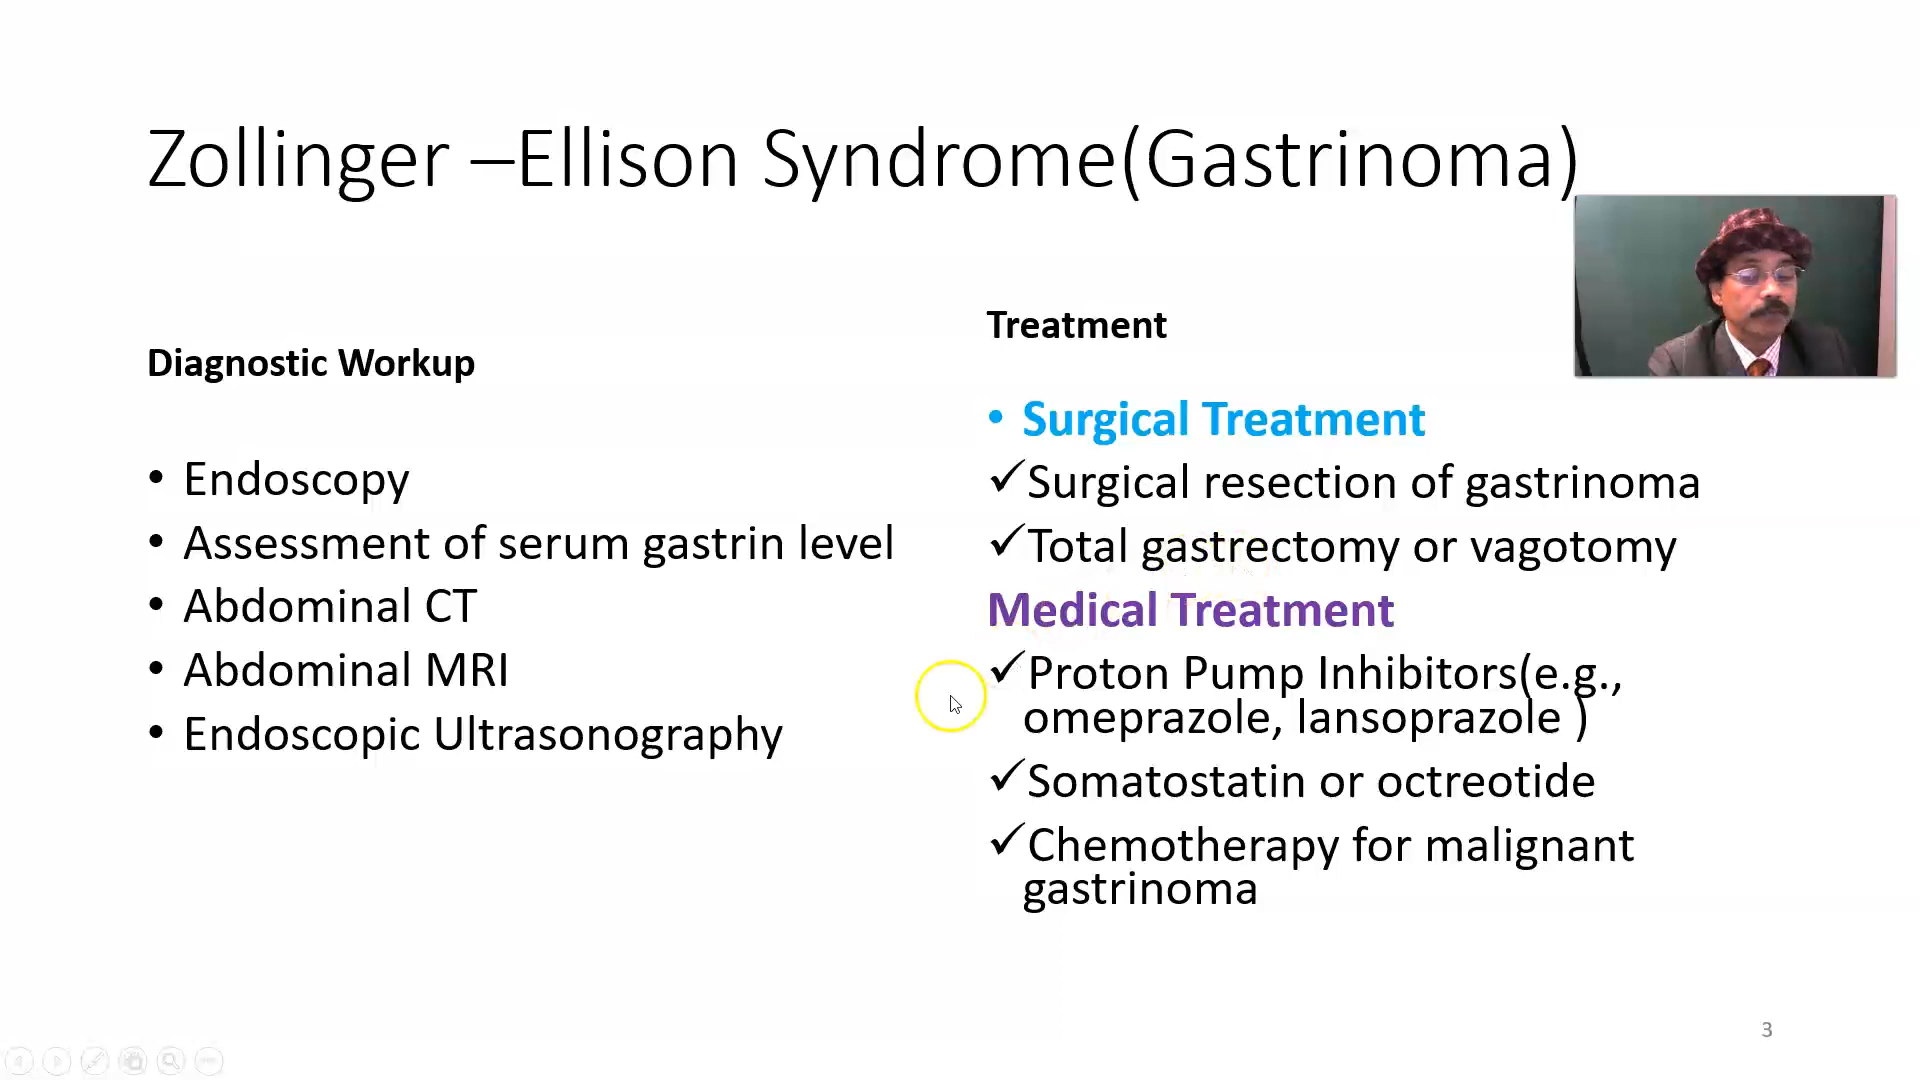 Zollinger –Ellison Syndrome(Gastrinoma)
Diagnostic Workup
• Endoscopy
• Assessment of serum gastrin level
• Abdominal CT
• Abdominal MRI
• Endoscopic Ultrasonography
Treatment
• Surgical Treatment
✓Surgical resection of gastrinoma
✓Total gastrectomy or vagotomy
Medical Treatment
✓Proton Pump Inhibitors(e.g.,
omeprazole, lansoprazole )
✓Somatostatin or octreotide
✓Chemotherapy for malignant
gastrinoma
3